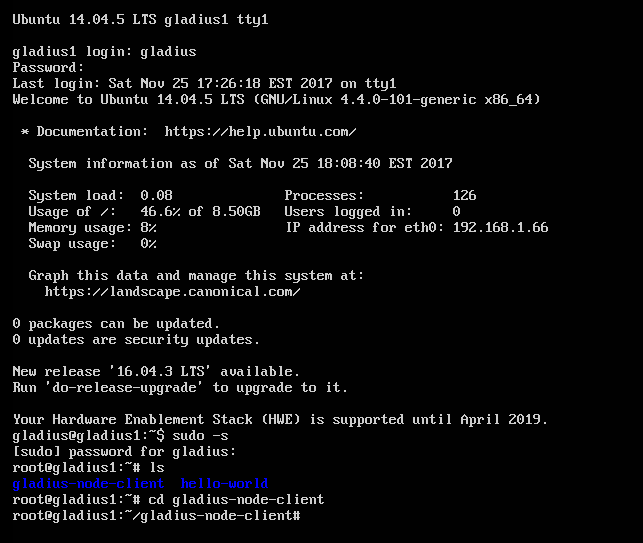 Ubuntu 14.04.5 LTS gladius1 tty1
gladius1 login: gladius
Password:
Last login: Sat Nov 25 17:26:18 EST 2017 on tty1
Welcome to Ubuntu 14.04.5 LTS (GNU/Linux 4.4.0-101-generic x86_64)
* Documentation:  https://help.ubuntu.com/
System information as of Sat Nov 25 18:08:40 EST 2017
System load:  0.08              Processes:           126
Usage of /:   46.6% of 8.50GB   Users logged in:     0
Memory usage: 8%                IP address for eth0: 192.168.1.66
Swap usage:   0%
Graph this data and manage this system at:
https://landscape.canonical.com/
0 packages can be updated.
0 updates are security updates.
New release '16.04.3 LTS' available.
Run 'do-release-upgrade' to upgrade to it.
Your Hardware Enablement Stack (HWE) is supported until April 2019.
gladius@gladius1:~$ sudo -s
[sudo] password for gladius:
root@gladius1:~# ls
gladius-node-client  hello-world
root@gladius1:~# cd gladius-node-client
root@gladius1:~/gladius-node-client#